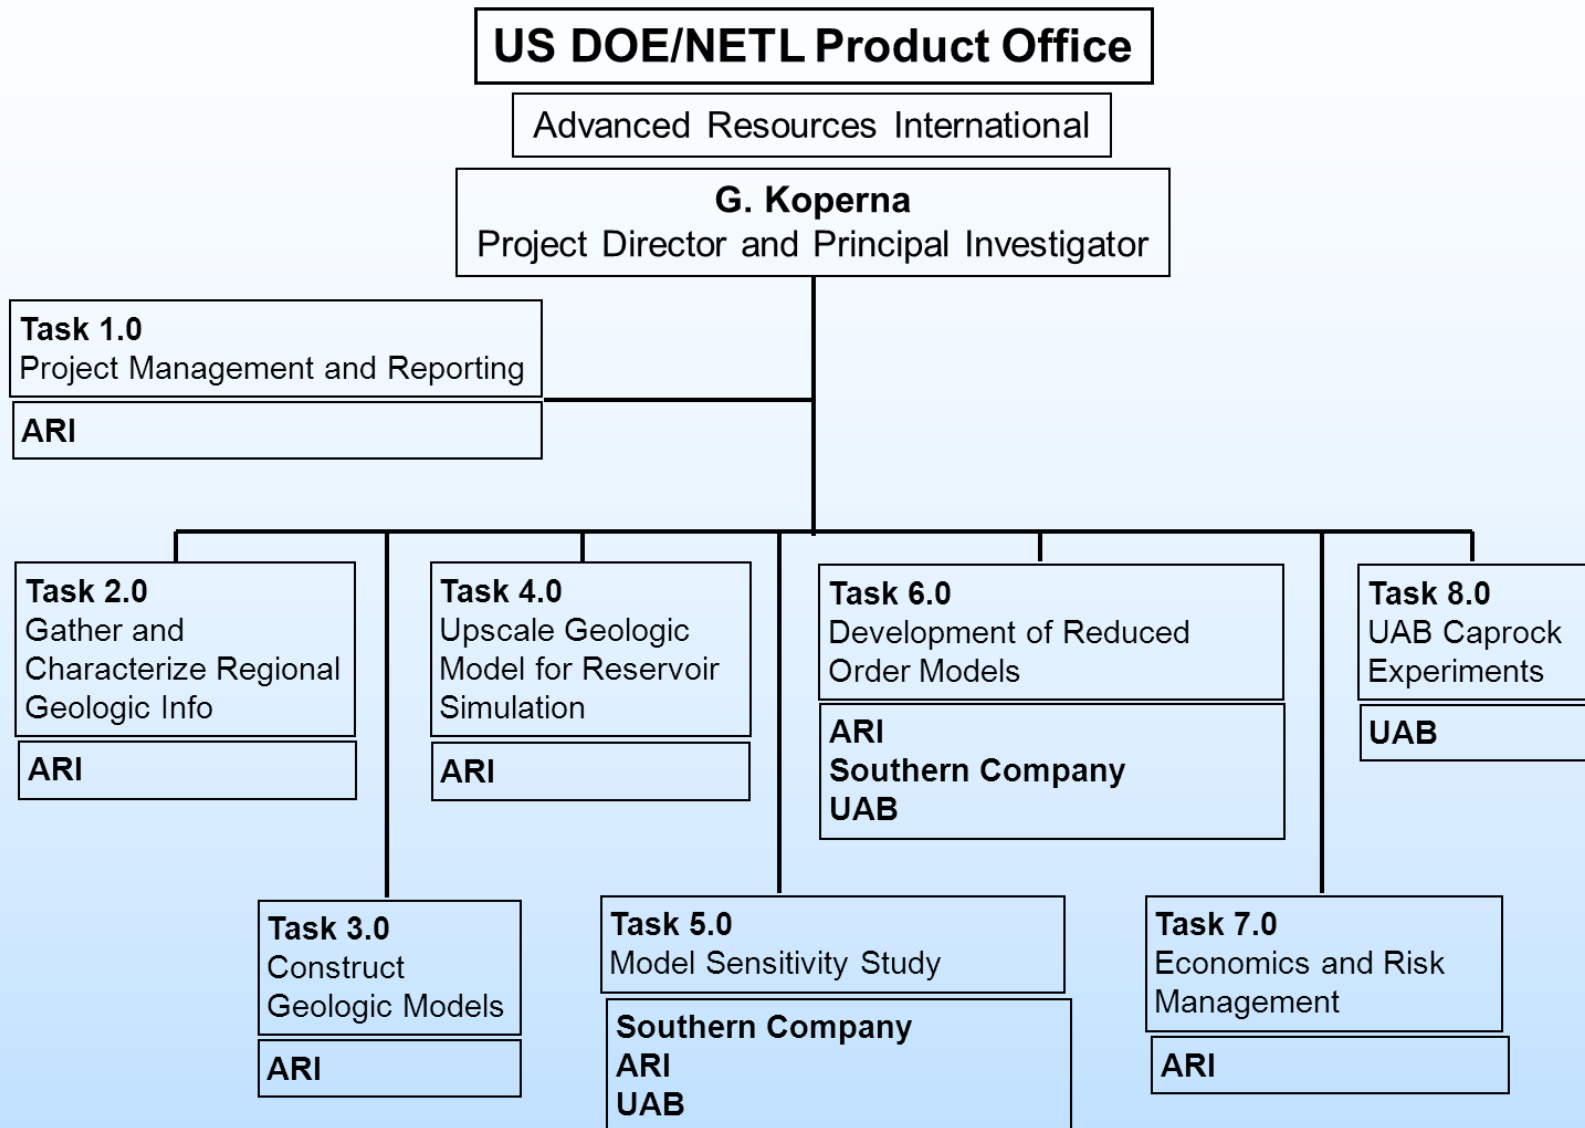 US DOE/NETL Product Office
Advanced Resources International
G. Koperna
Project Director and Principal Investigator
Task 1.0
Project Management and Reporting
ARI
Task 2.0
Gather and
Characterize Regional
Geologic Info
ARI
Task 3.0
Construct
Geologic Models
ARI
Task 4.0
Upscale Geologic
Model for Reservoir
Simulation
ARI
Task 5.0
Model Sensitivity Study
Southern Company
ARI
UAB
Task 6.0
Development of Reduced
Order Models
ARI
Southern Company
UAB
Task 7.0
Economics and Risk
Management
ARI
Task 8.0
UAB Caprock
Experiments
UAB